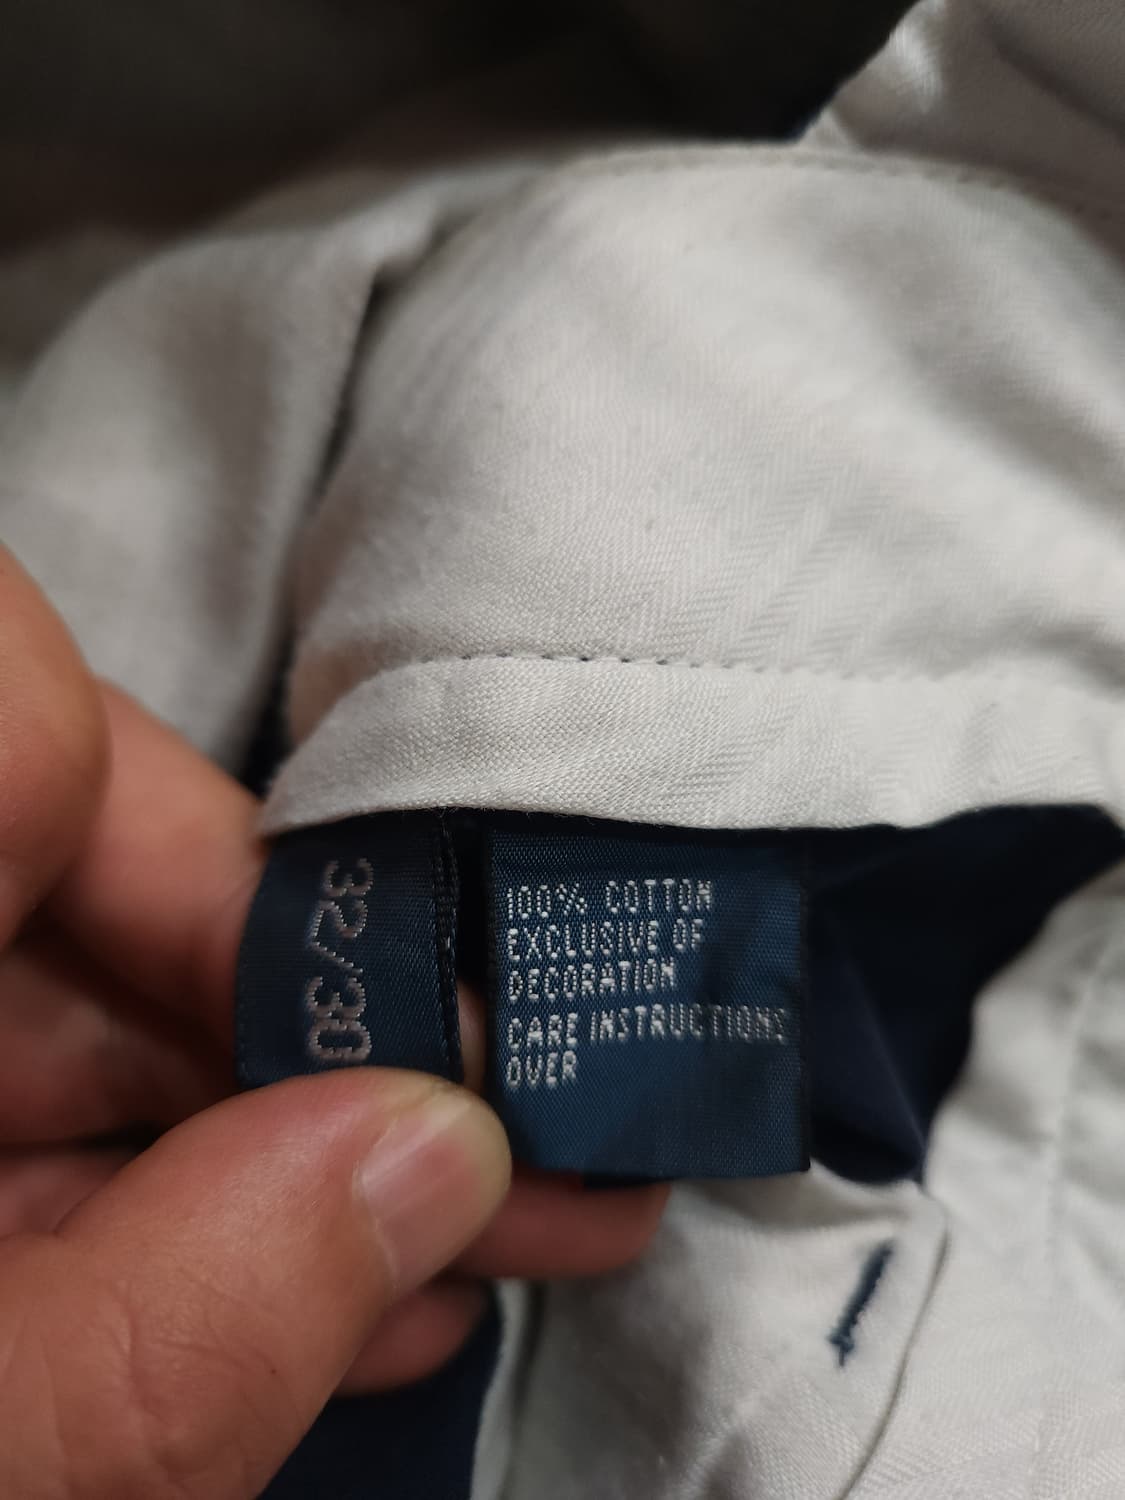 32/30
100% COTTON
EXCLUSIVE OF
DECORATION
CARE INSTRUCTIONS
OVER